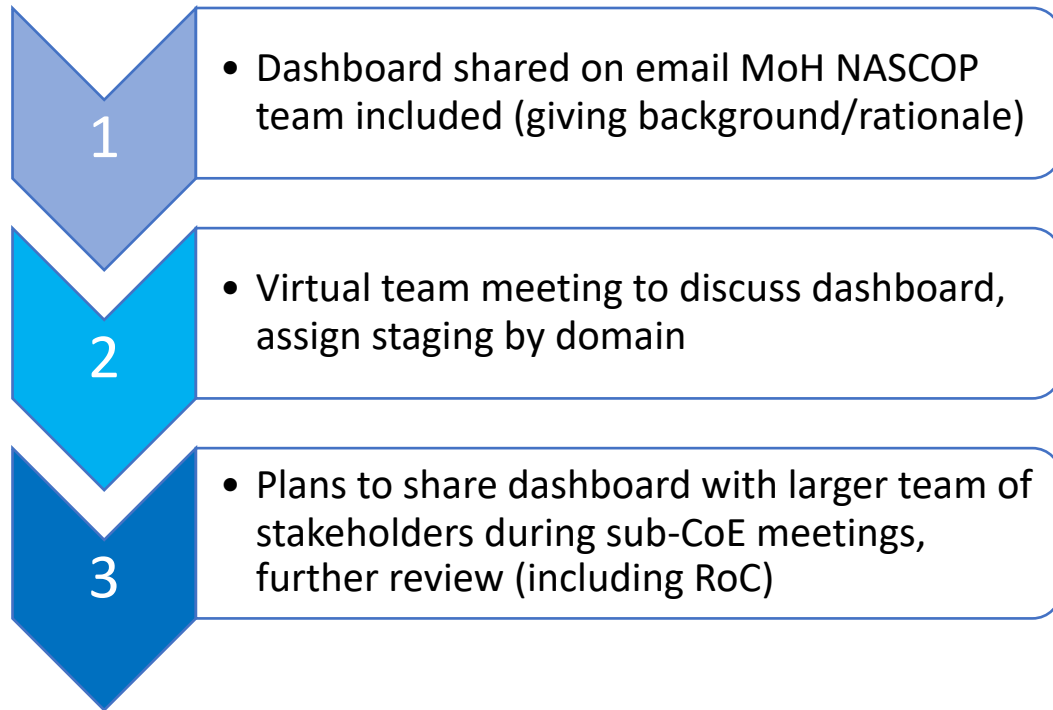 1
• Dashboard shared on email MoH NASCOP
team included (giving background/rationale)
2
• Virtual team meeting to discuss dashboard,
assign staging by domain
3
• Plans to share dashboard with larger team of
stakeholders during sub-CoE meetings,
further review (including RoC)